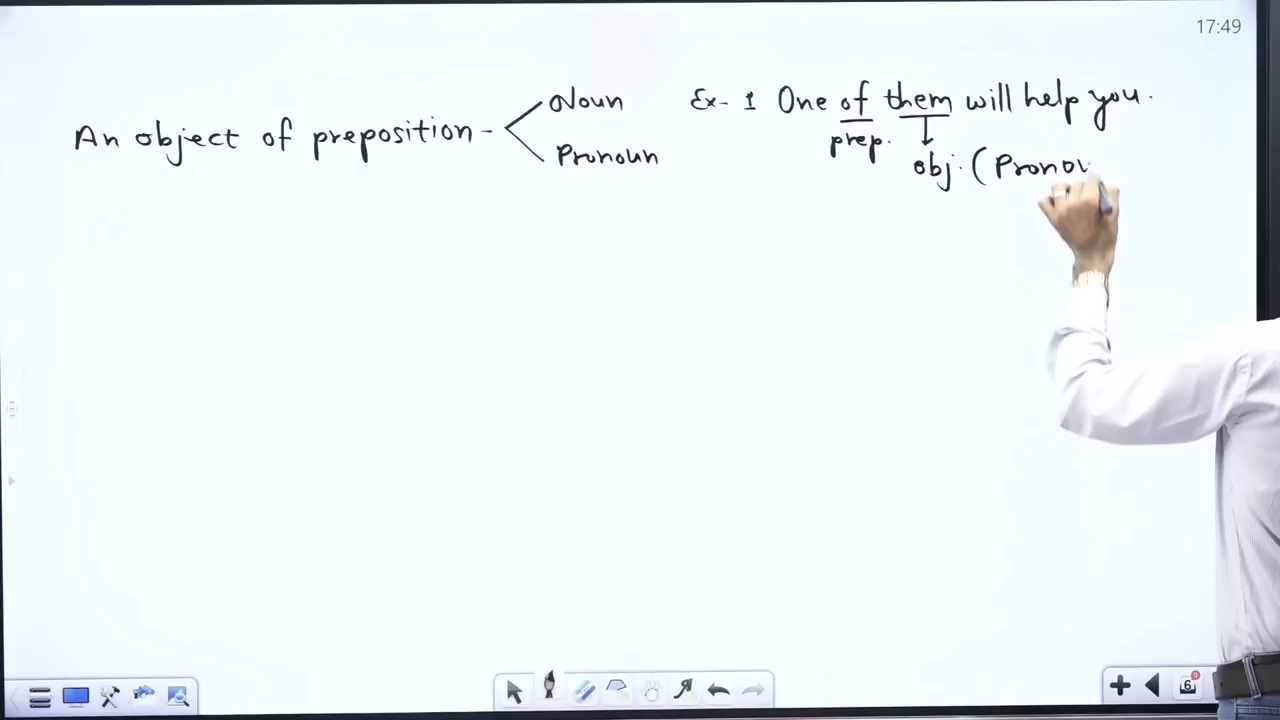 17:49
Noun
Ex- 1 One of them will help you.
An object of preposition -
Pronoun
prep.
obj. (Pronou
6